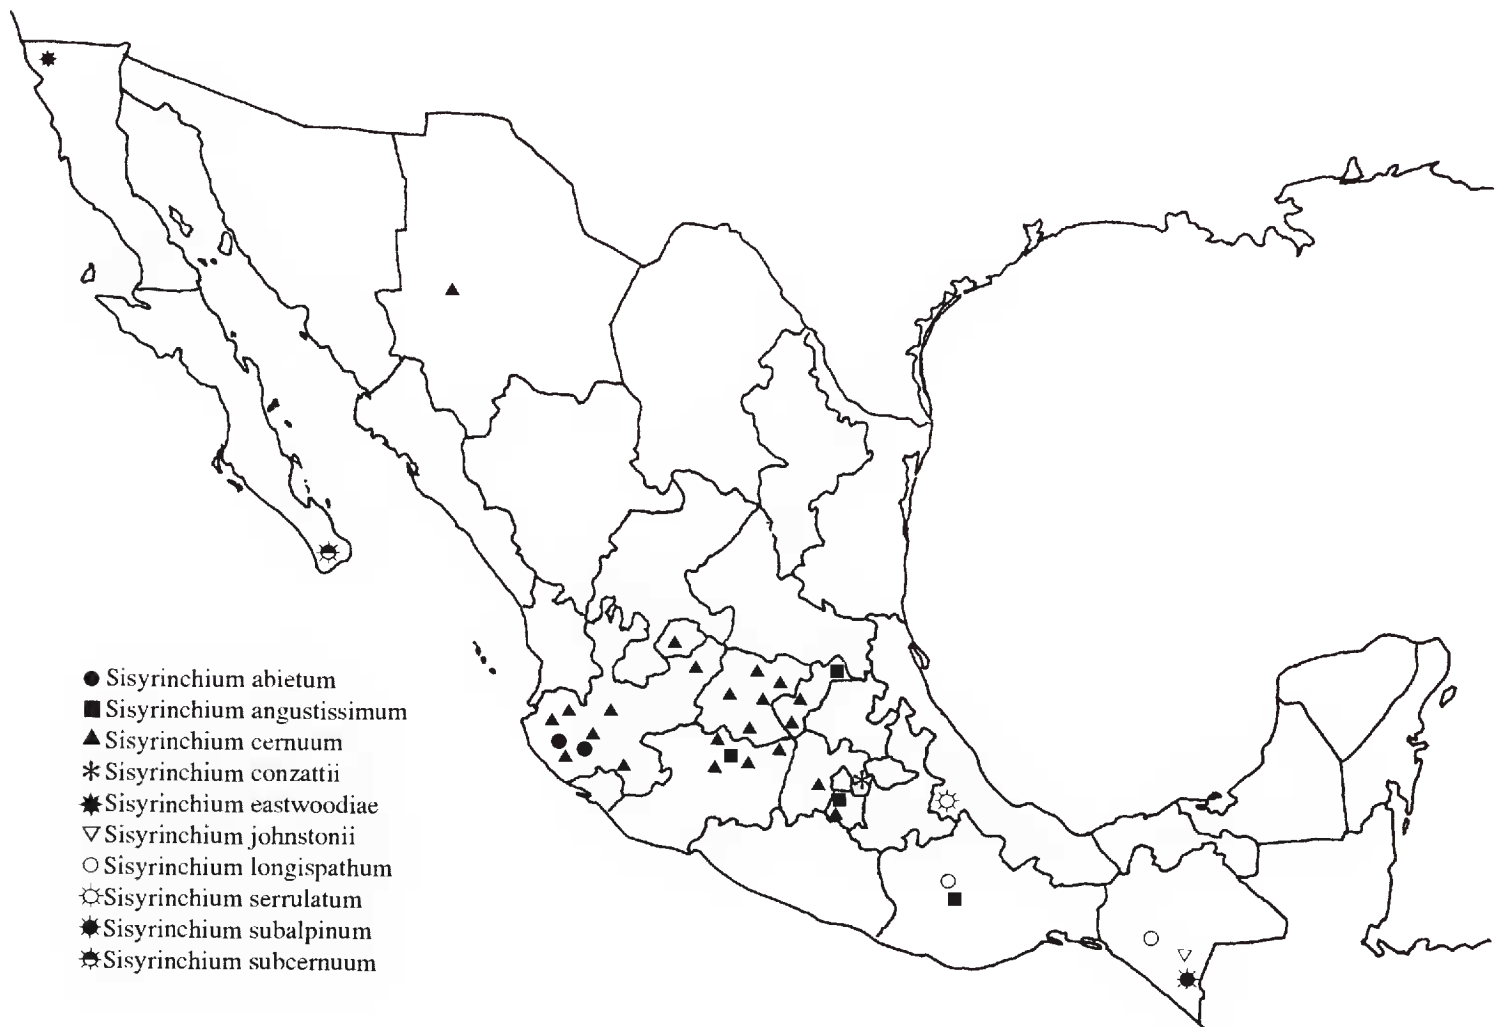 Sisyrinchium abietum
Sisyrinchium angustissimum
Sisyrinchium cernuum
Sisyrinchium conzattii
Sisyrinchium eastwoodiae
Sisyrinchium johnstonii
Sisyrinchium longispathum
Sisyrinchium serrulatum
Sisyrinchium subalpinum
Sisyrinchium subcernuum